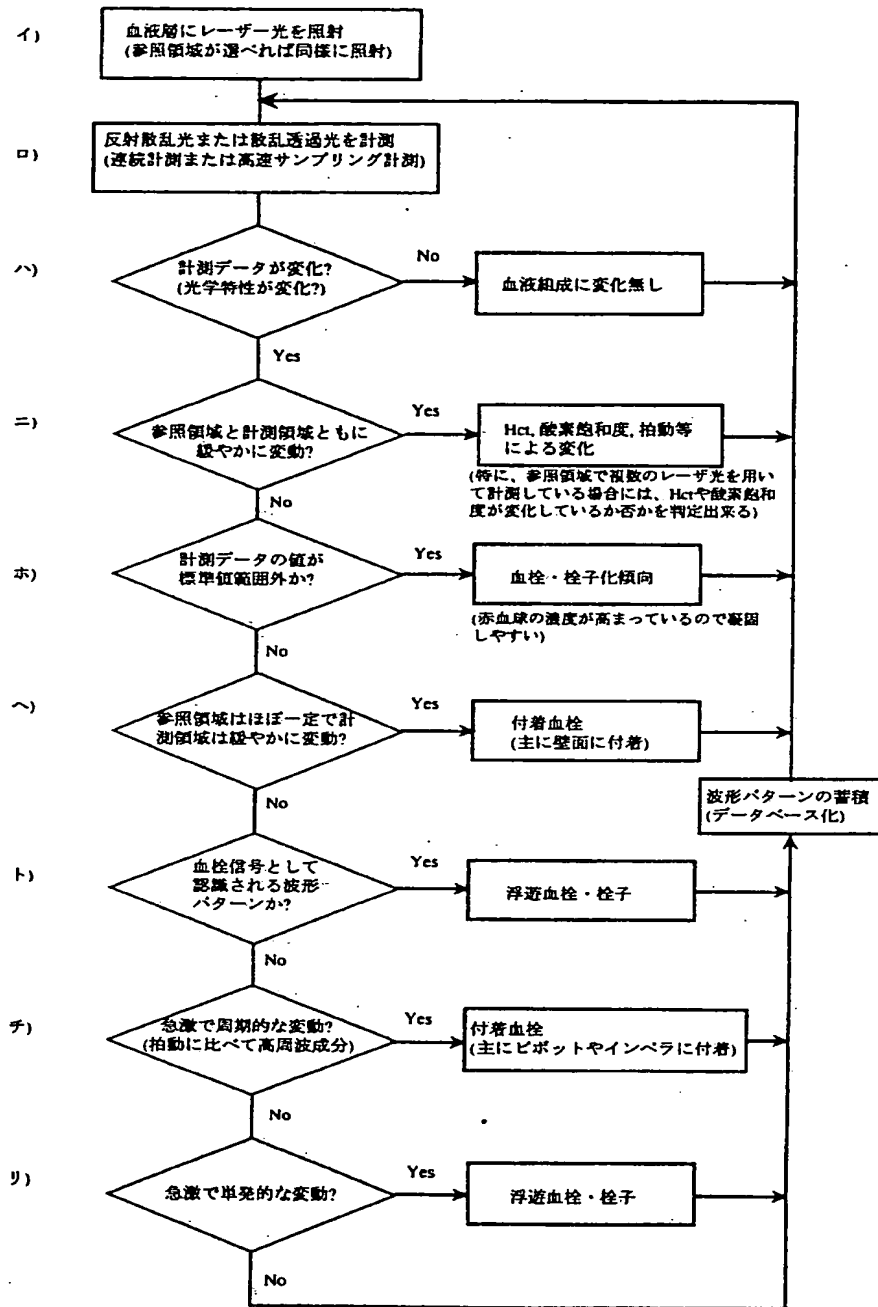 イ)
血液層にレーザー光を照射
(参照領域が選べれば同様に照射)
ロ)
反射散乱光または散乱透過光を計測
(連続計測または高速サンプリング計測)
ハ)
計測データが変化?
(光学特性が変化?)
No
血液組成に変化無し
Yes
ニ)
参照領域と計測領域ともに
緩やかに変動?
Yes
Hct, 酸素飽和度, 拍動等
による変化
(特に、参照領域で複数のレーザ光を用い
て計測している場合には、Hctや酸素飽和
度が変化しているか否かを判定出来る)
No
ホ)
計測データの値が
標準値範囲外か?
Yes
血栓・栓子化傾向
(赤血球の濃度が高まっているので凝固
しやすい)
No
ヘ)
参照領域はほぼ一定で計
測領域は緩やかに変動?
Yes
付着血栓
(主に壁面に付着)
No
波形パターンの蓄積
(データベース化)
ト)
血栓信号として
認識される波形
パターンか?
Yes
浮遊血栓・栓子
No
チ)
急激で周期的な変動?
(拍動に比べて高周波成分)
Yes
付着血栓
(主にピボットやインペラに付着)
No
リ)
急激で単発的な変動?
Yes
浮遊血栓・栓子
No